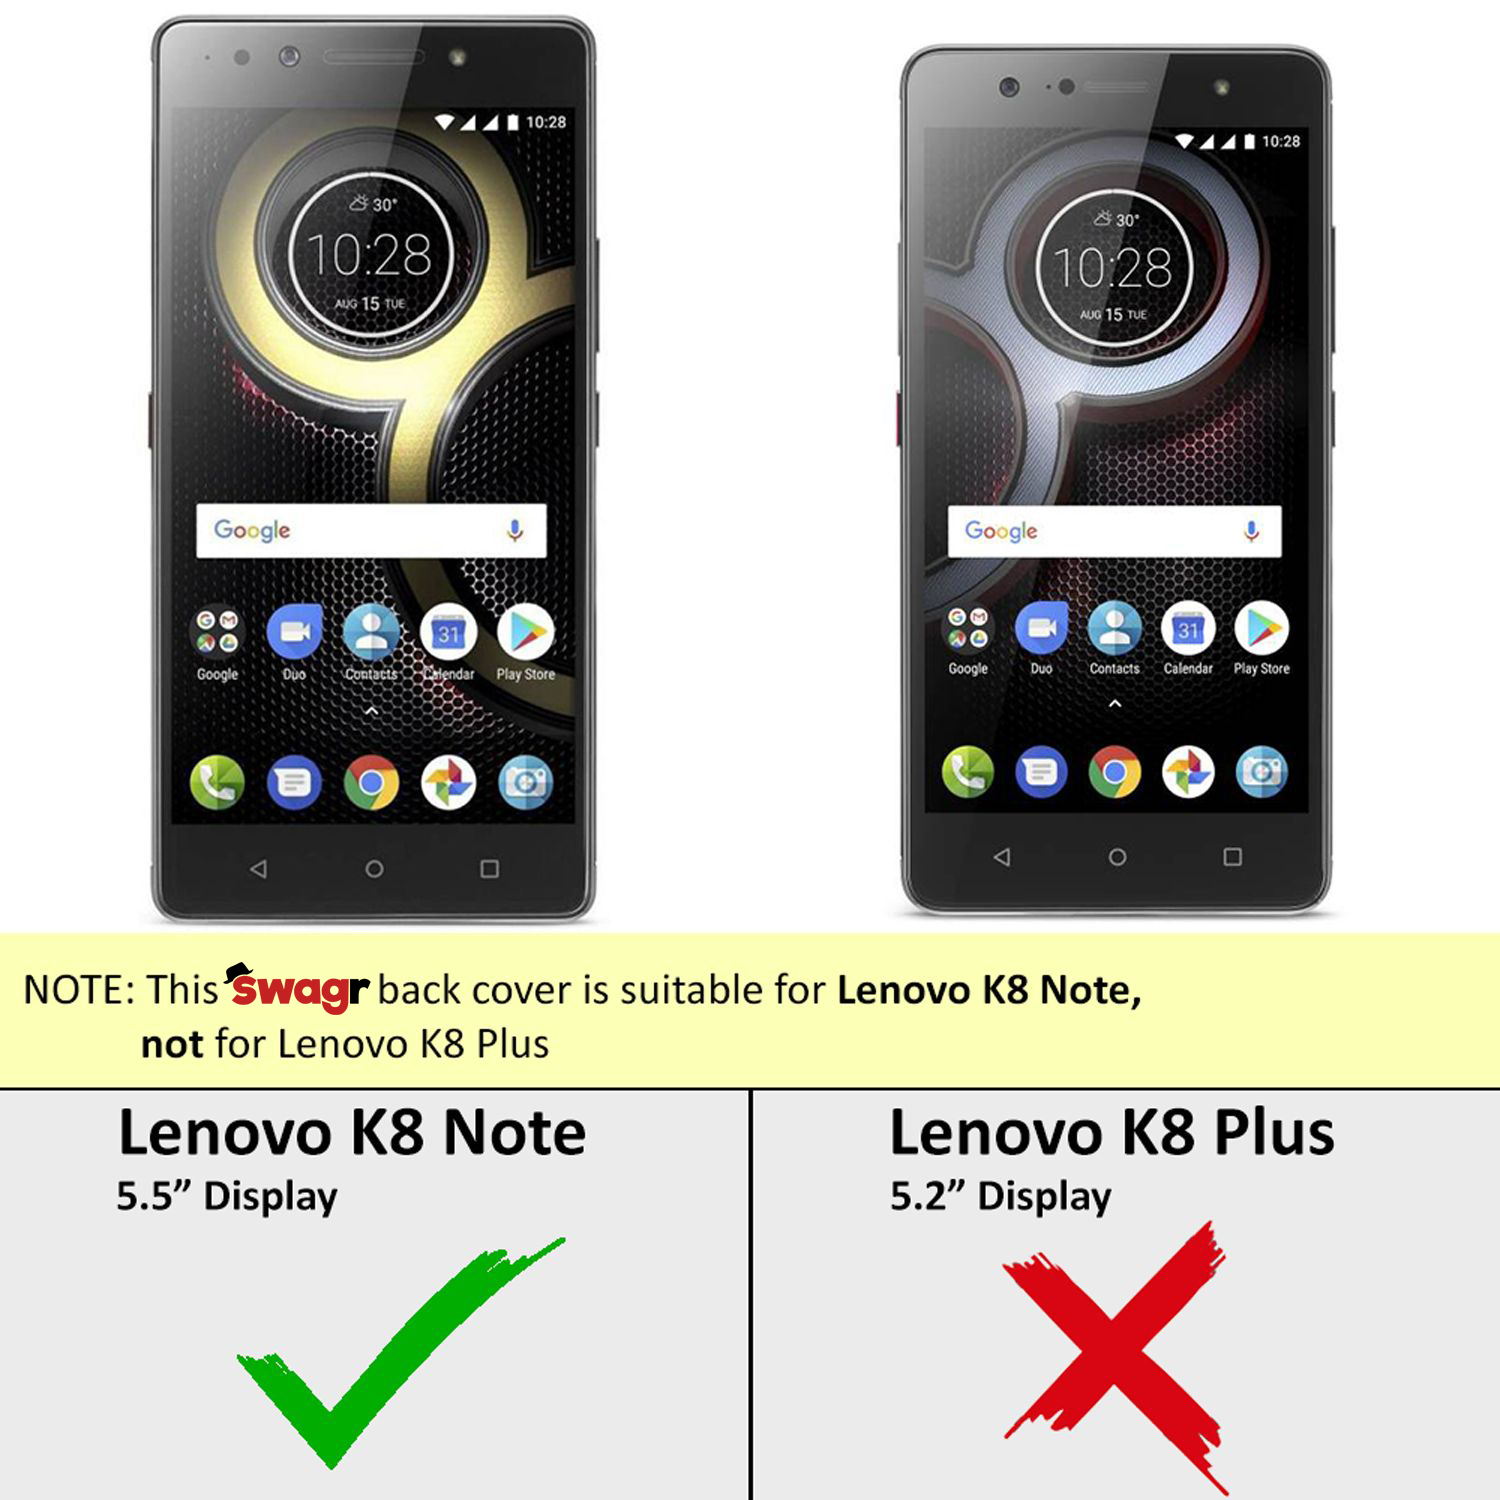 10:28
30°
10:28
AUG 15 TUE
Google
31
Google Duo Contacts Calendar Play Store
10:28
30°
10:28
AUG 15 TUE
Google
31
Google Duo Contacts Calendar Play Store
NOTE: This swagr back cover is suitable for Lenovo K8 Note,
not for Lenovo K8 Plus
Lenovo K8 Note
5.5” Display
Lenovo K8 Plus
5.2” Display